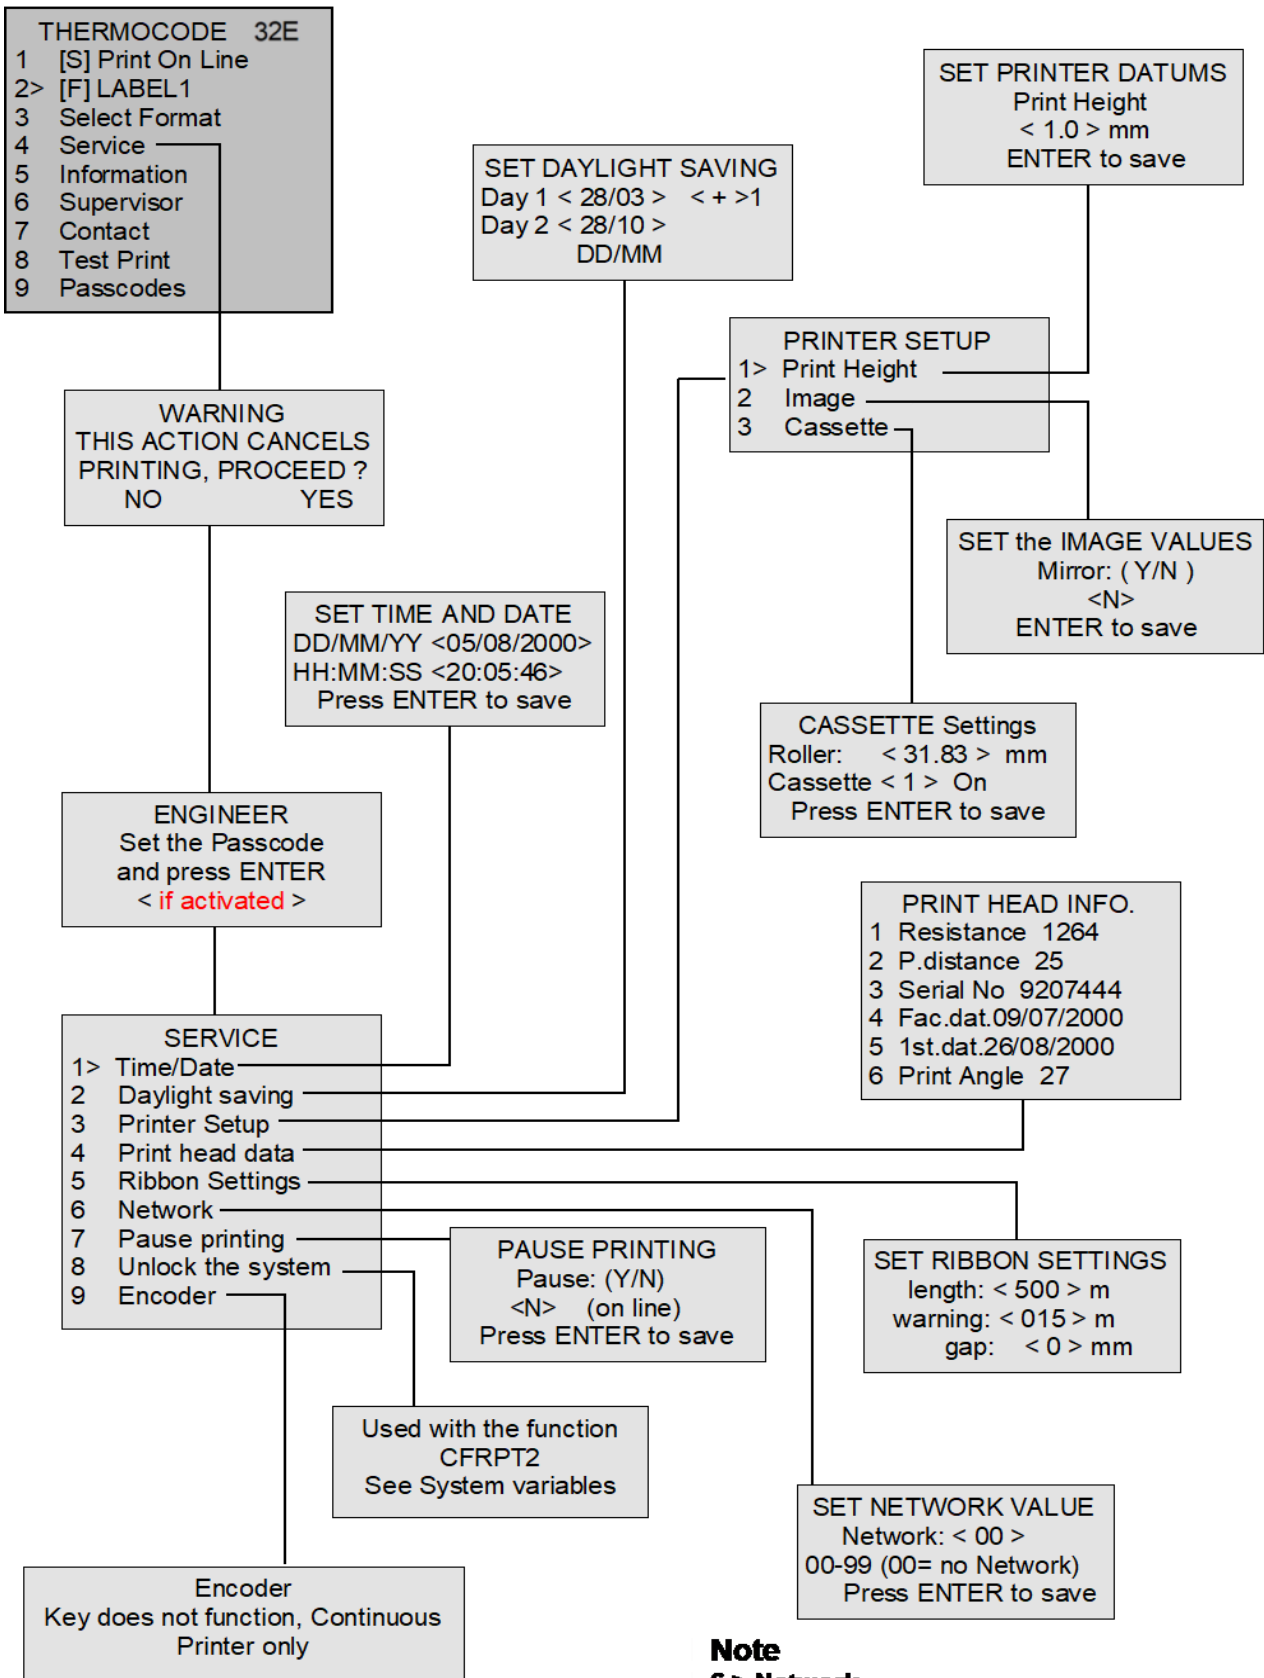 THERMOCODE 32E
1 [S] Print On Line
2> [F] LABEL1
3 Select Format
4 Service
5 Information
6 Supervisor
7 Contact
8 Test Print
9 Passcodes
SET PRINTER DATUMS
Print Height
< 1.0 > mm
ENTER to save
SET DAYLIGHT SAVING
Day 1 < 28/03 > < + >1
Day 2 < 28/10 >
DD/MM
PRINTER SETUP
1> Print Height
2 Image
3 Cassette
WARNING
THIS ACTION CANCELS
PRINTING, PROCEED ?
NO YES
SET the IMAGE VALUES
Mirror: ( Y/N )
<N>
ENTER to save
SET TIME AND DATE
DD/MM/YY <05/08/2000>
HH:MM:SS <20:05:46>
Press ENTER to save
CASSETTE Settings
Roller: < 31.83 > mm
Cassette < 1 > On
Press ENTER to save
ENGINEER
Set the Passcode
and press ENTER
< if activated >
PRINT HEAD INFO.
1 Resistance 1264
2 P.distance 25
3 Serial No 9207444
4 Fac.dat.09/07/2000
5 1st.dat.26/08/2000
6 Print Angle 27
SERVICE
1> Time/Date
2 Daylight saving
3 Printer Setup
4 Print head data
5 Ribbon Settings
6 Network
7 Pause printing
8 Unlock the system
9 Encoder
PAUSE PRINTING
Pause: (Y/N)
<N> (on line)
Press ENTER to save
SET RIBBON SETTINGS
length: < 500 > m
warning: < 015 > m
gap: < 0 > mm
Used with the function
CFRPT2
See System variables
SET NETWORK VALUE
Network: < 00 >
00-99 (00= no Network)
Press ENTER to save
Encoder
Key does not function, Continuous
Printer only
Note
6 > Network